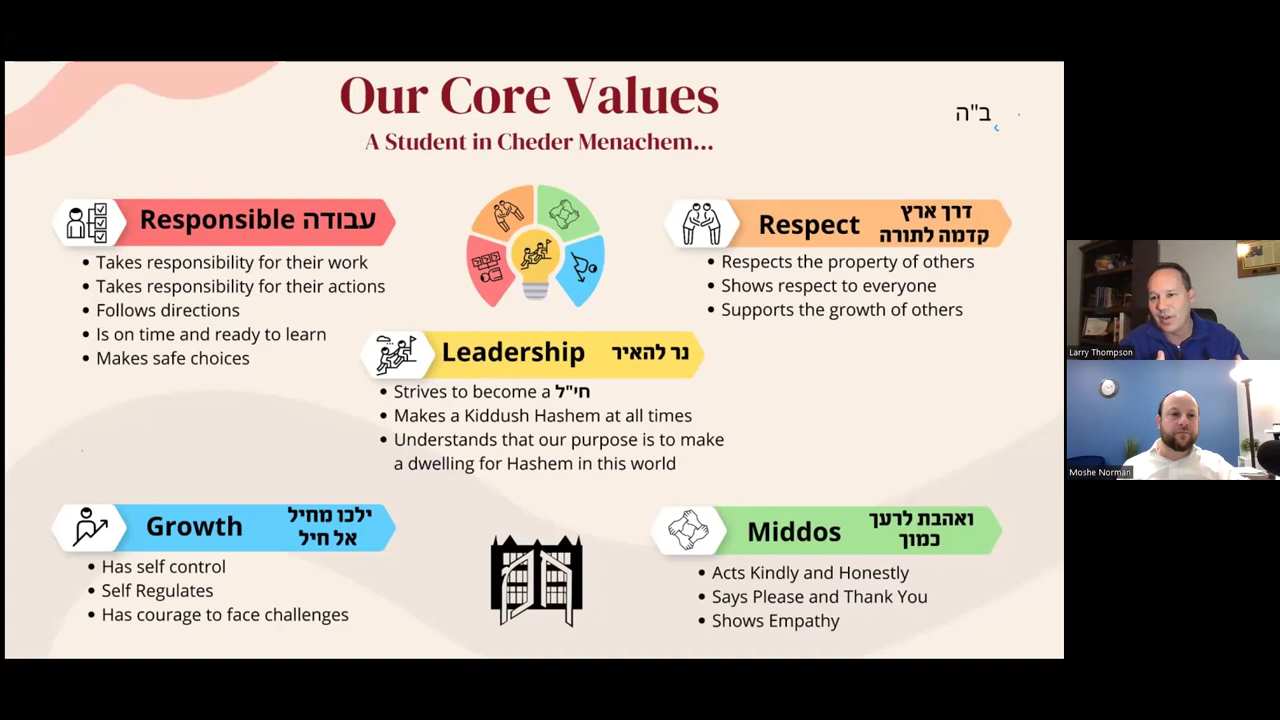 Our Core Values
A Student in Cheder Menachem...
ב"ה
Responsible עבודה
• Takes responsibility for their work
• Takes responsibility for their actions
• Follows directions
• Is on time and ready to learn
• Makes safe choices
Respect דרך ארץ
קדמה לתורה
• Respects the property of others
• Shows respect to everyone
• Supports the growth of others
Leadership נר להאיר
• Strives to become a חי"ל
• Makes a Kiddush Hashem at all times
• Understands that our purpose is to make
a dwelling for Hashem in this world
Growth ילכו מחיל
אל חיל
• Has self control
• Self Regulates
• Has courage to face challenges
Middos ואהבת לרעך
כמוך
• Acts Kindly and Honestly
• Says Please and Thank You
• Shows Empathy
Larry Thompson
Moshe Norman